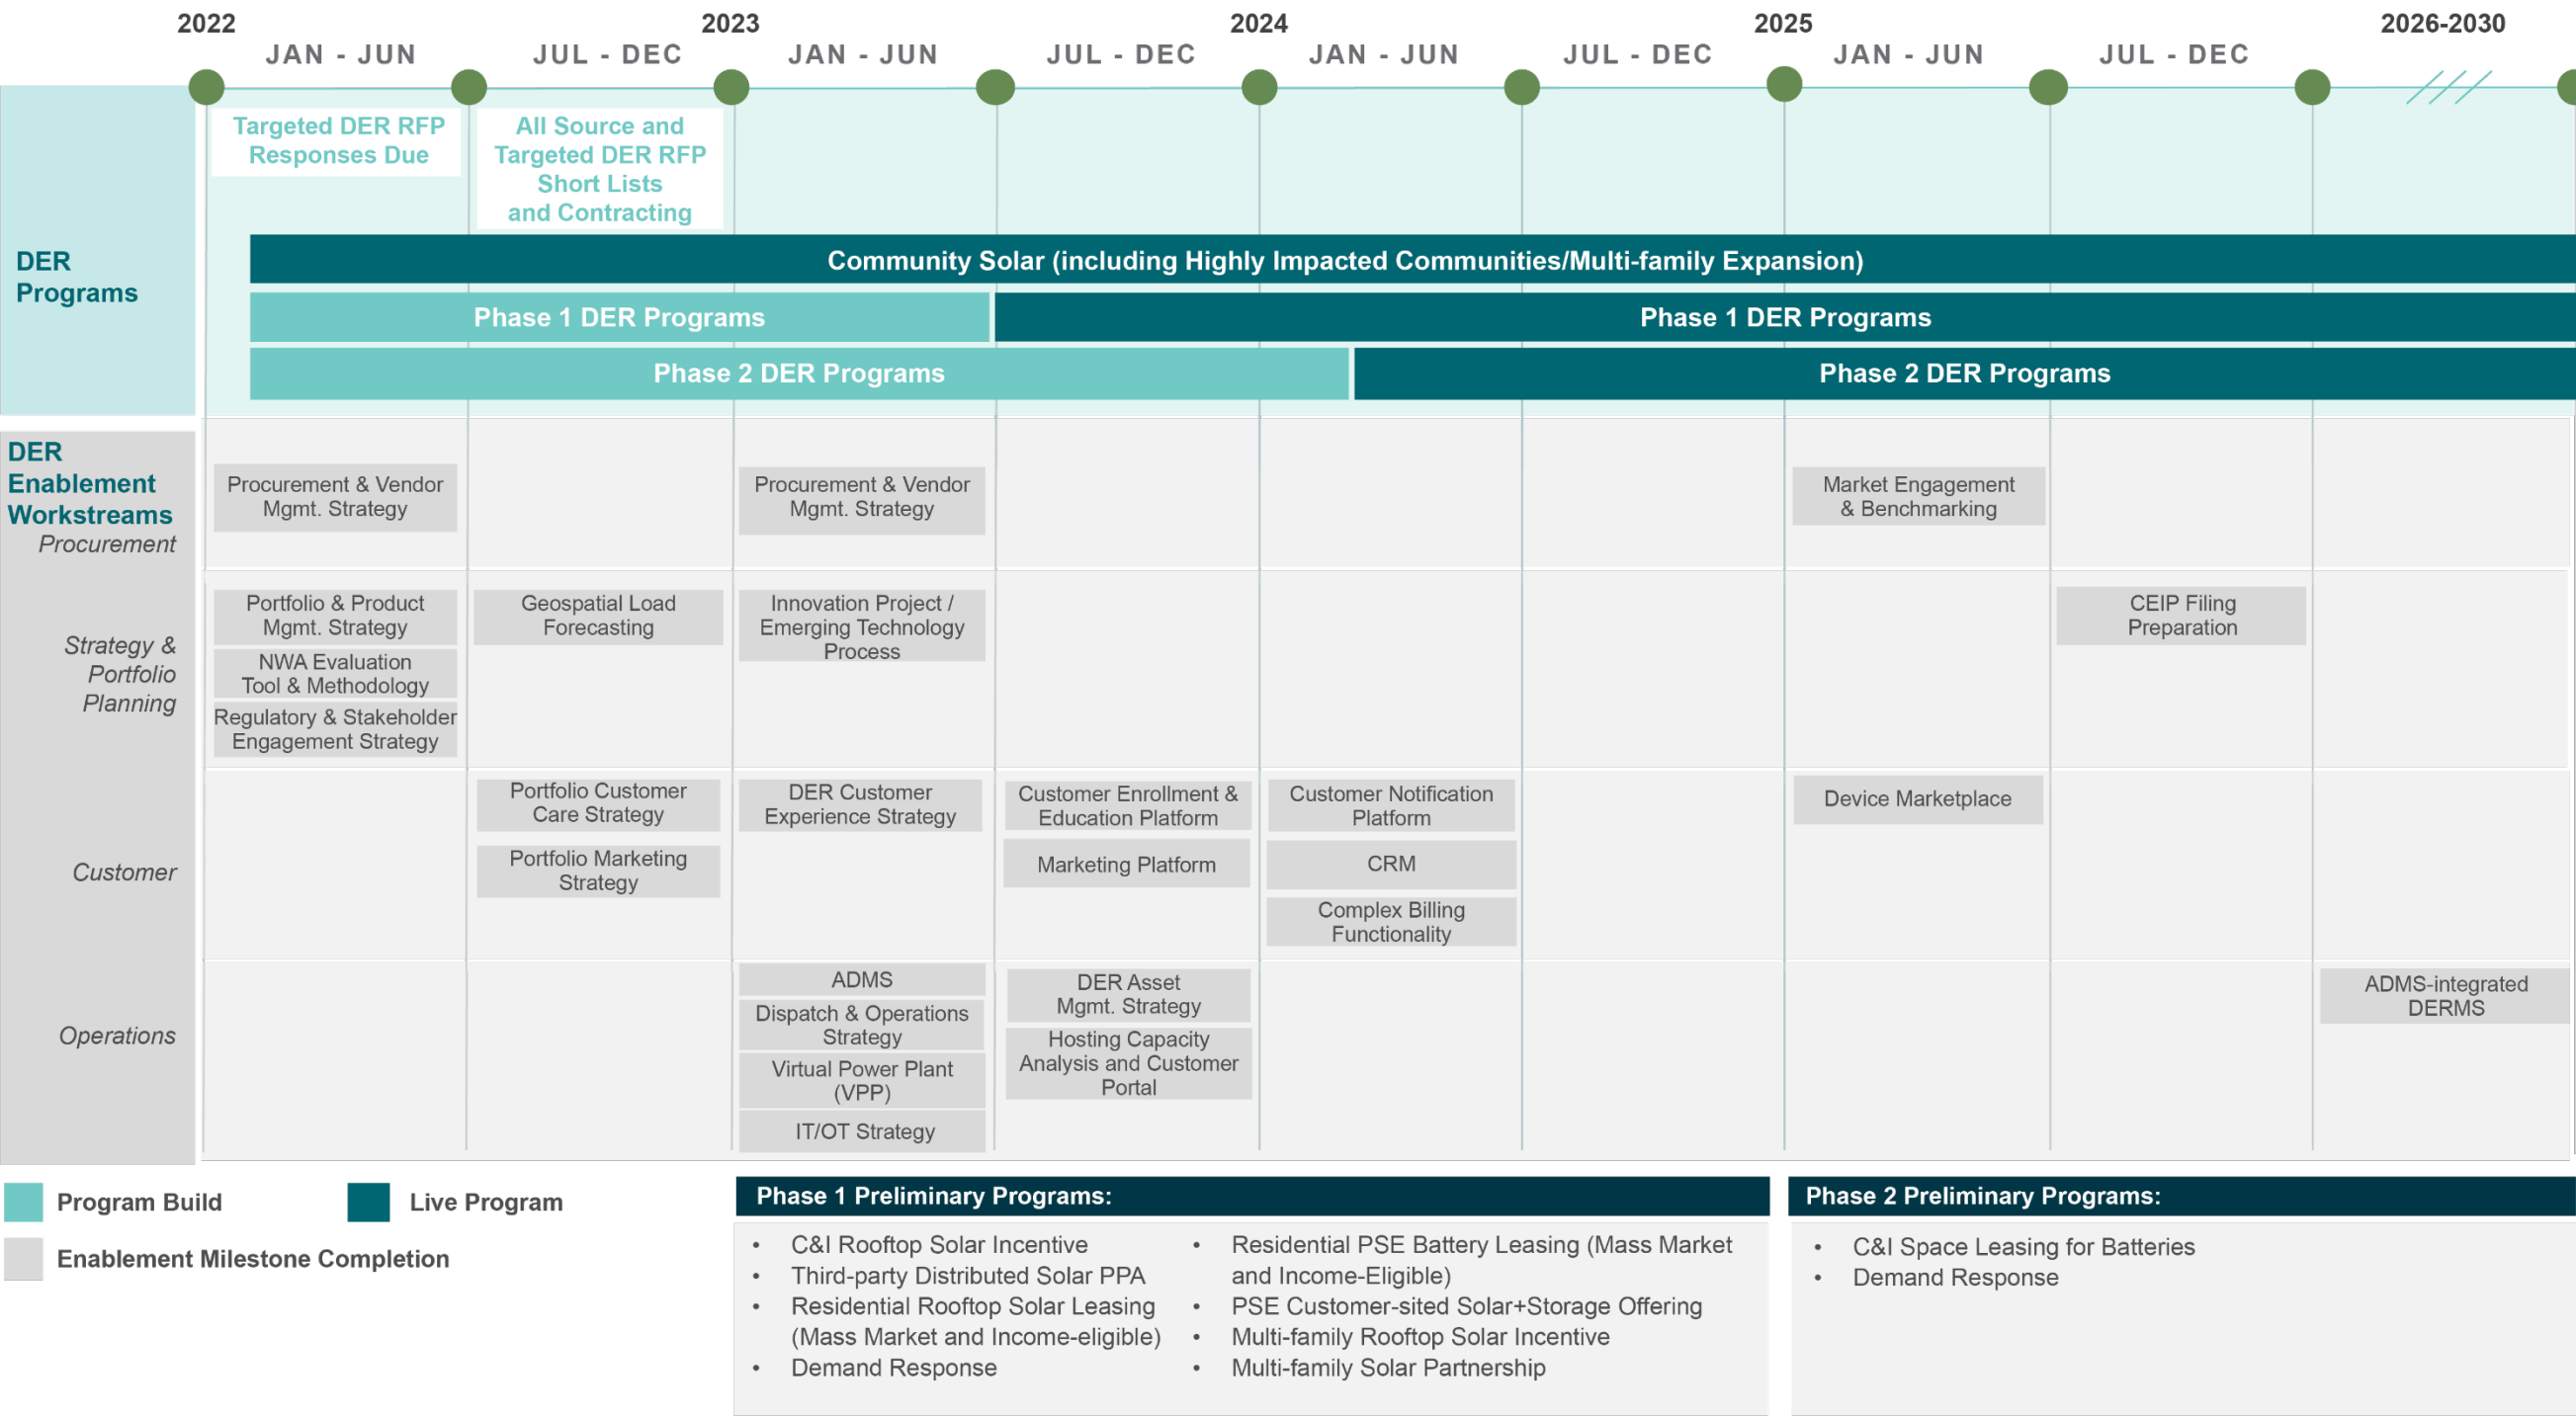 2022
2023
2024
2025
2026-2030
JAN - JUN
JUL - DEC
JAN - JUN
JUL - DEC
JAN - JUN
JUL - DEC
JAN - JUN
JUL - DEC
Targeted DER RFP
Responses Due
All Source and
Targeted DER RFP
Short Lists
and Contracting
DER
Programs
Community Solar (including Highly Impacted Communities/Multi-family Expansion)
Phase 1 DER Programs
Phase 1 DER Programs
Phase 2 DER Programs
Phase 2 DER Programs
DER
Enablement
Workstreams
Procurement
Procurement & Vendor
Mgmt. Strategy
Procurement & Vendor
Mgmt. Strategy
Market Engagement
& Benchmarking
Strategy &
Portfolio
Planning
Portfolio & Product
Mgmt. Strategy
NWA Evaluation
Tool & Methodology
Regulatory & Stakeholder
Engagement Strategy
Geospatial Load
Forecasting
Innovation Project /
Emerging Technology
Process
CEIP Filing
Preparation
Customer
Portfolio Customer
Care Strategy
Portfolio Marketing
Strategy
DER Customer
Experience Strategy
Customer Enrollment &
Education Platform
Marketing Platform
Customer Notification
Platform
CRM
Complex Billing
Functionality
Device Marketplace
Operations
ADMS
Dispatch & Operations
Strategy
Virtual Power Plant
(VPP)
IT/OT Strategy
DER Asset
Mgmt. Strategy
Hosting Capacity
Analysis and Customer
Portal
ADMS-integrated
DERMS
Program Build
Live Program
Enablement Milestone Completion
Phase 1 Preliminary Programs:
• C&I Rooftop Solar Incentive
• Third-party Distributed Solar PPA
• Residential Rooftop Solar Leasing
(Mass Market and Income-eligible)
• Demand Response
• Residential PSE Battery Leasing (Mass Market
and Income-Eligible)
• PSE Customer-sited Solar+Storage Offering
• Multi-family Rooftop Solar Incentive
• Multi-family Solar Partnership
Phase 2 Preliminary Programs:
• C&I Space Leasing for Batteries
• Demand Response